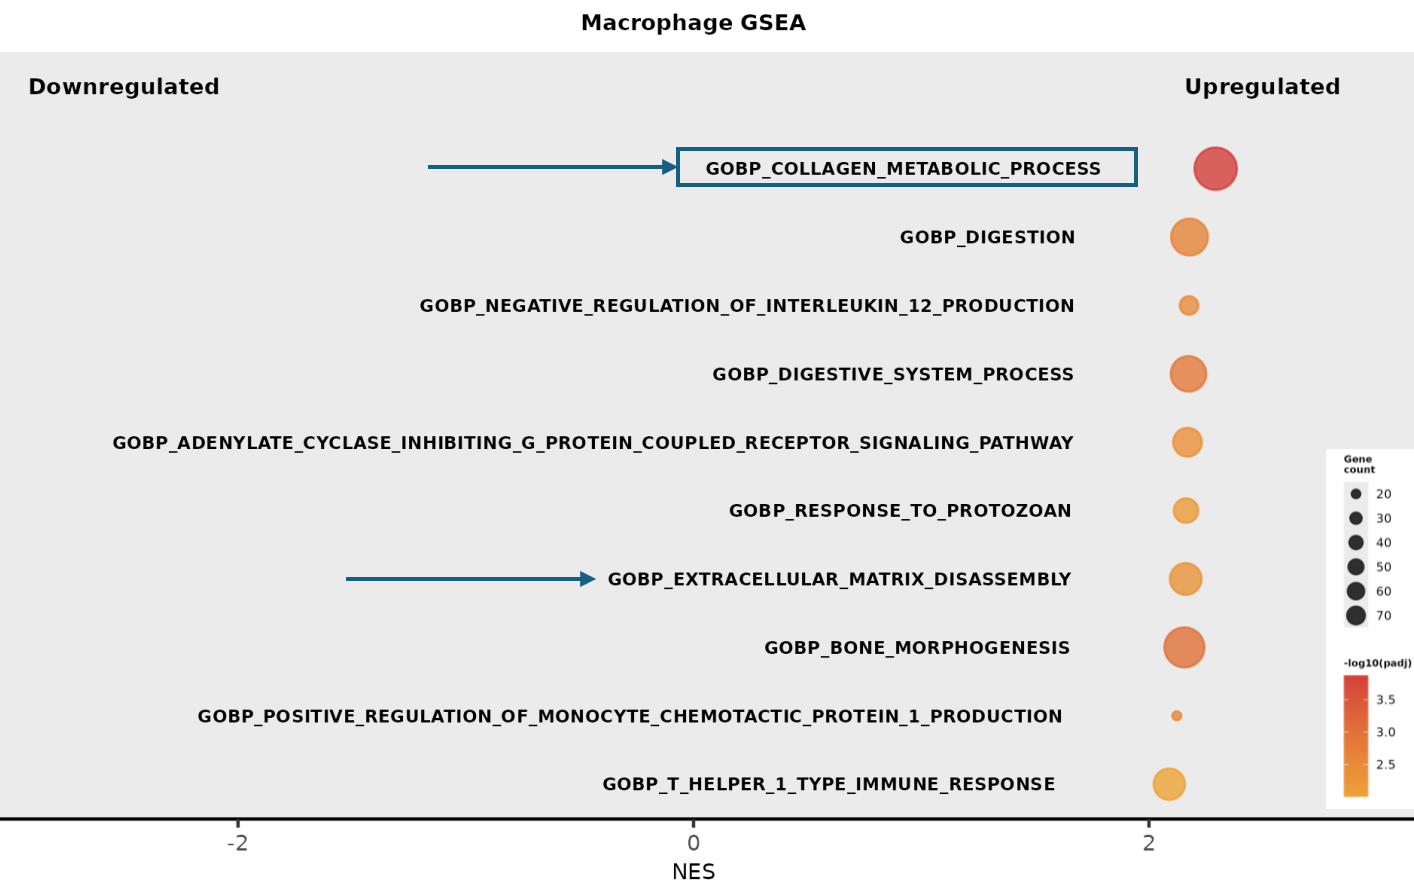 Macrophage GSEA
Downregulated
Upregulated
GOBP_COLLAGEN_METABOLIC_PROCESS
GOBP_DIGESTION
GOBP_NEGATIVE_REGULATION_OF_INTERLEUKIN_12_PRODUCTION
GOBP_DIGESTIVE_SYSTEM_PROCESS
GOBP_ADENYLATE_CYCLASE_INHIBITING_G_PROTEIN_COUPLED_RECEPTOR_SIGNALING_PATHWAY
GOBP_RESPONSE_TO_PROTOZOAN
GOBP_EXTRACELLULAR_MATRIX_DISASSEMBLY
GOBP_BONE_MORPHOGENESIS
GOBP_POSITIVE_REGULATION_OF_MONOCYTE_CHEMOTACTIC_PROTEIN_1_PRODUCTION
GOBP_T_HELPER_1_TYPE_IMMUNE_RESPONSE
Gene
count
20
30
40
50
60
70
-log10(padj)
3.5
3.0
2.5
-2
0
2
NES